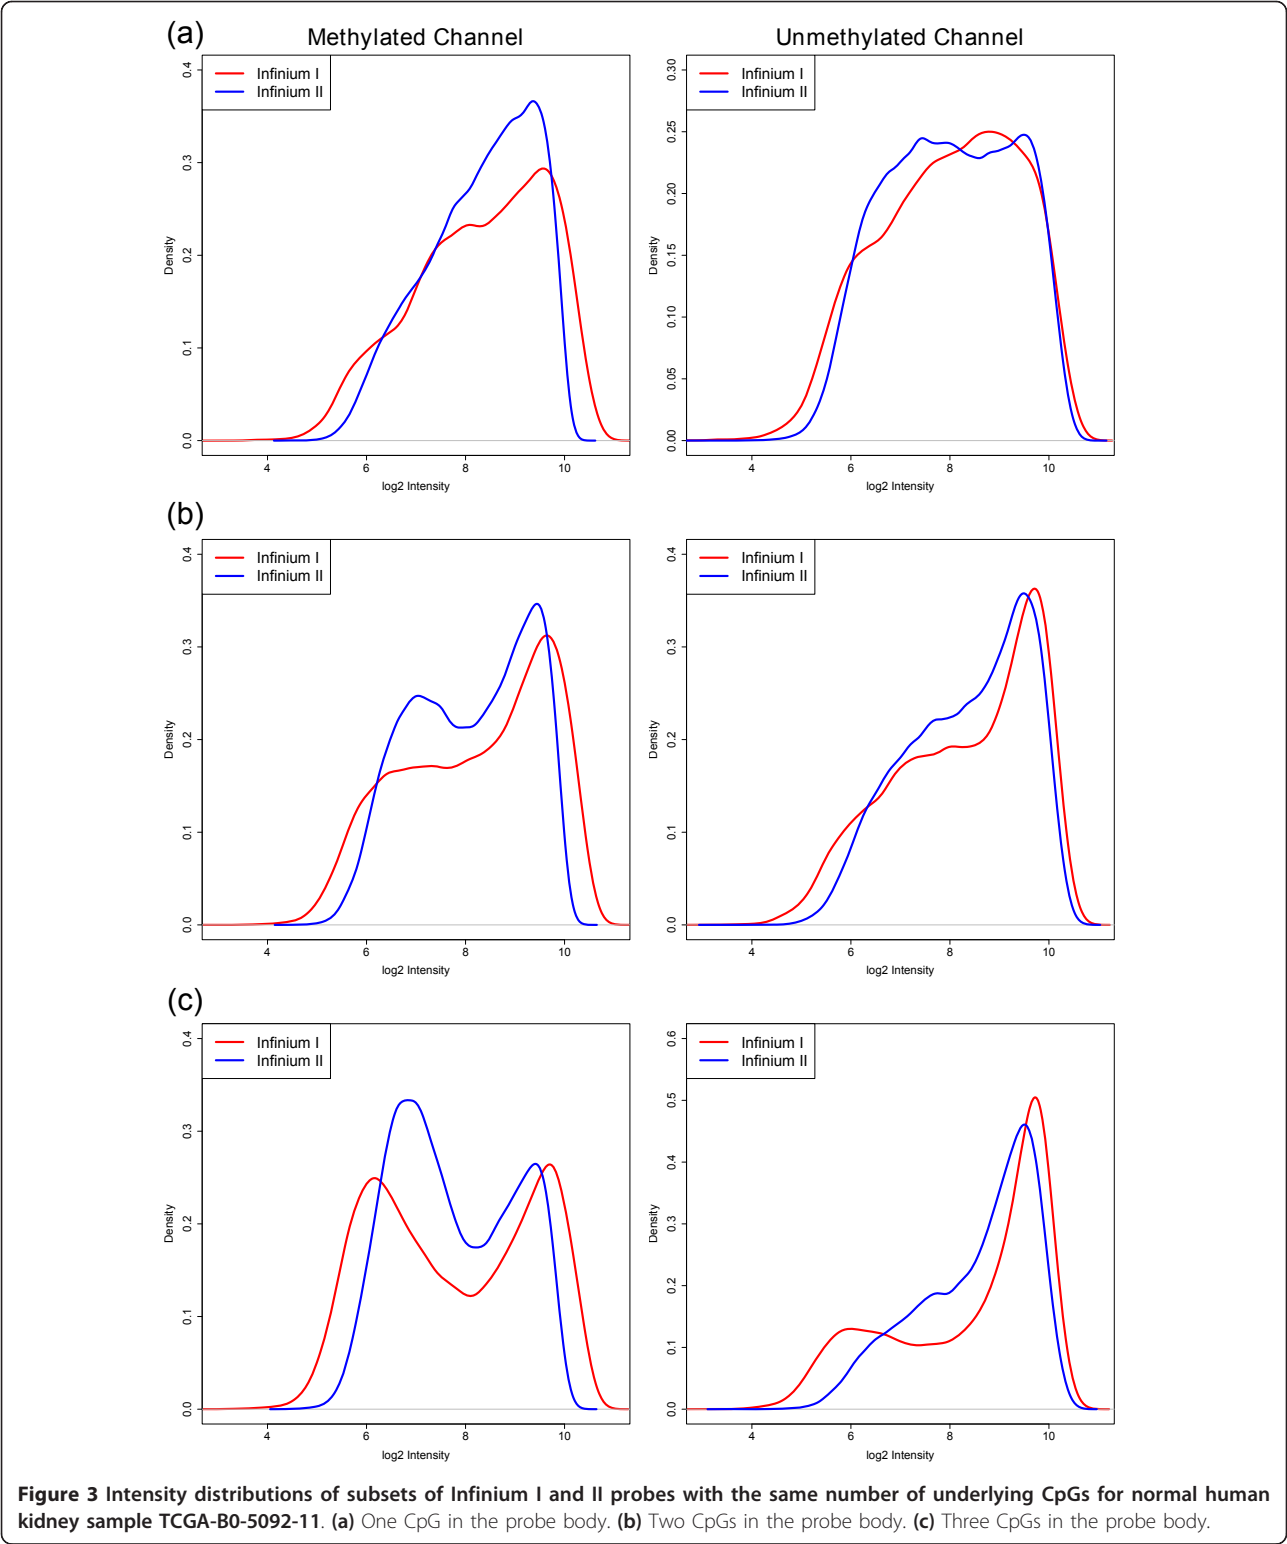 (a)
Methylated Channel
Unmethylated Channel
Infinium I
Infinium II
0.0
0.1
0.2
0.3
0.4
Density
4 6 8 10
log2 Intensity
Infinium I
Infinium II
0.00
0.05
0.10
0.15
0.20
0.25
0.30
Density
4 6 8 10
log2 Intensity
(b)
Infinium I
Infinium II
0.0
0.1
0.2
0.3
0.4
Density
4 6 8 10
log2 Intensity
Infinium I
Infinium II
0.0
0.1
0.2
0.3
0.4
Density
4 6 8 10
log2 Intensity
(c)
Infinium I
Infinium II
0.0
0.1
0.2
0.3
0.4
Density
4 6 8 10
log2 Intensity
Infinium I
Infinium II
0.0
0.1
0.2
0.3
0.4
0.5
0.6
Density
4 6 8 10
log2 Intensity
Figure 3 Intensity distributions of subsets of Infinium I and II probes with the same number of underlying CpGs for normal human
kidney sample TCGA-B0-5092-11. (a) One CpG in the probe body. (b) Two CpGs in the probe body. (c) Three CpGs in the probe body.